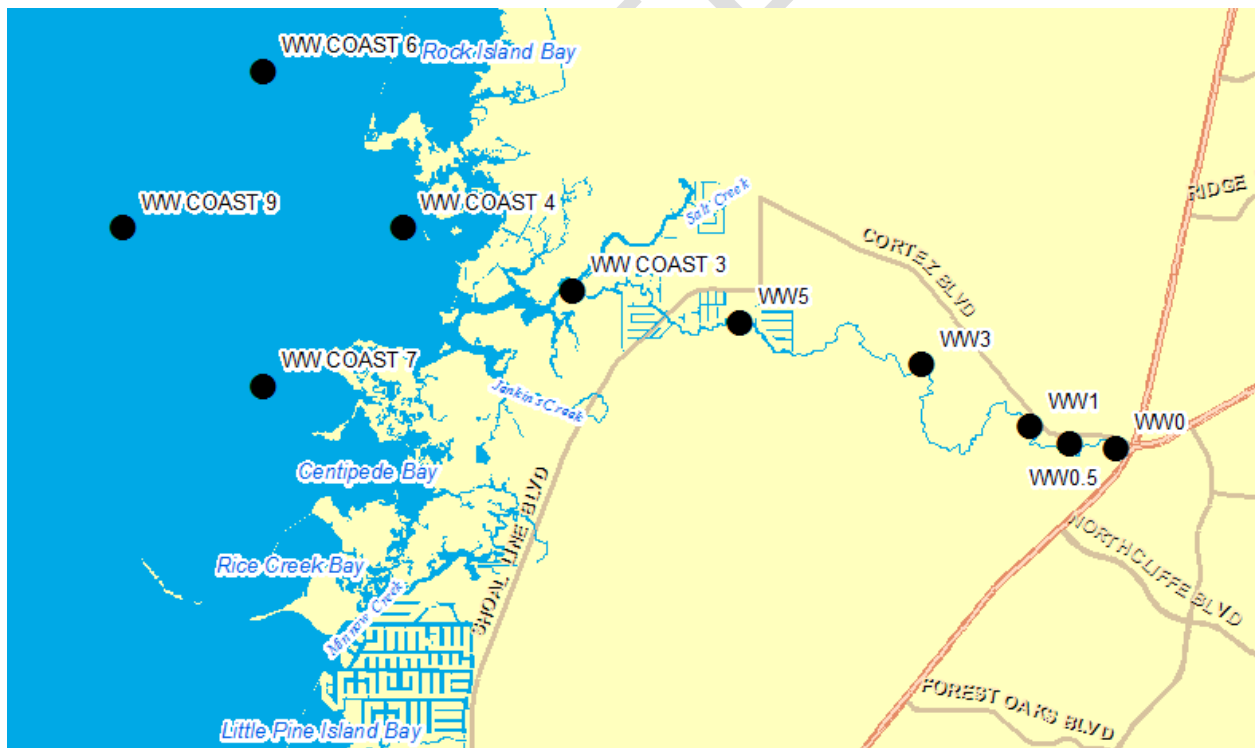 WW COAST 6
Rock Island Bay
WW COAST 9
WW COAST 4
Salt Creek
RIDGE
WW COAST 3
CORTEZ BLVD
WW5
WW3
WW COAST 7
Jenkin's Creek
WW1
WW0
WW0.5
Centipede Bay
SHOAL LINE BLVD
NORTHCLIFFE BLVD
Rice Creek Bay
Minnow Creek
FOREST OAKS BLVD
Little Pine Island Bay